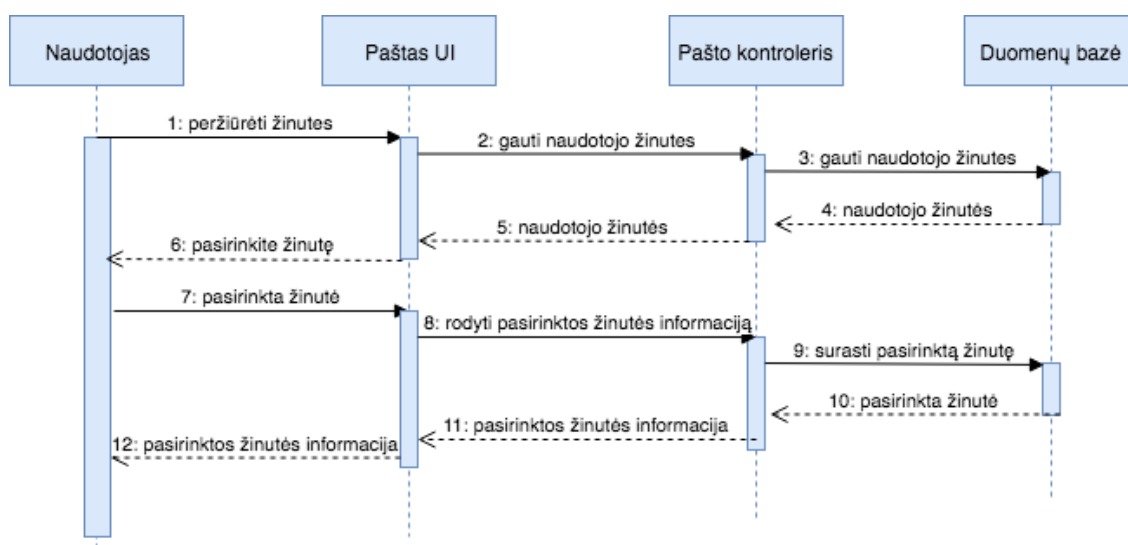 Naudotojas
Paštas UI
Pašto kontroleris
Duomenų bazė
1: peržiūrėti žinutes
2: gauti naudotojo žinutes
3: gauti naudotojo žinutes
4: naudotojo žinutės
5: naudotojo žinutės
6: pasirinkite žinutę
7: pasirinkta žinutė
8: rodyti pasirinktos žinutės informaciją
9: surasti pasirinktą žinutę
10: pasirinkta žinutė
11: pasirinktos žinutės informacija
12: pasirinktos žinutės informacija